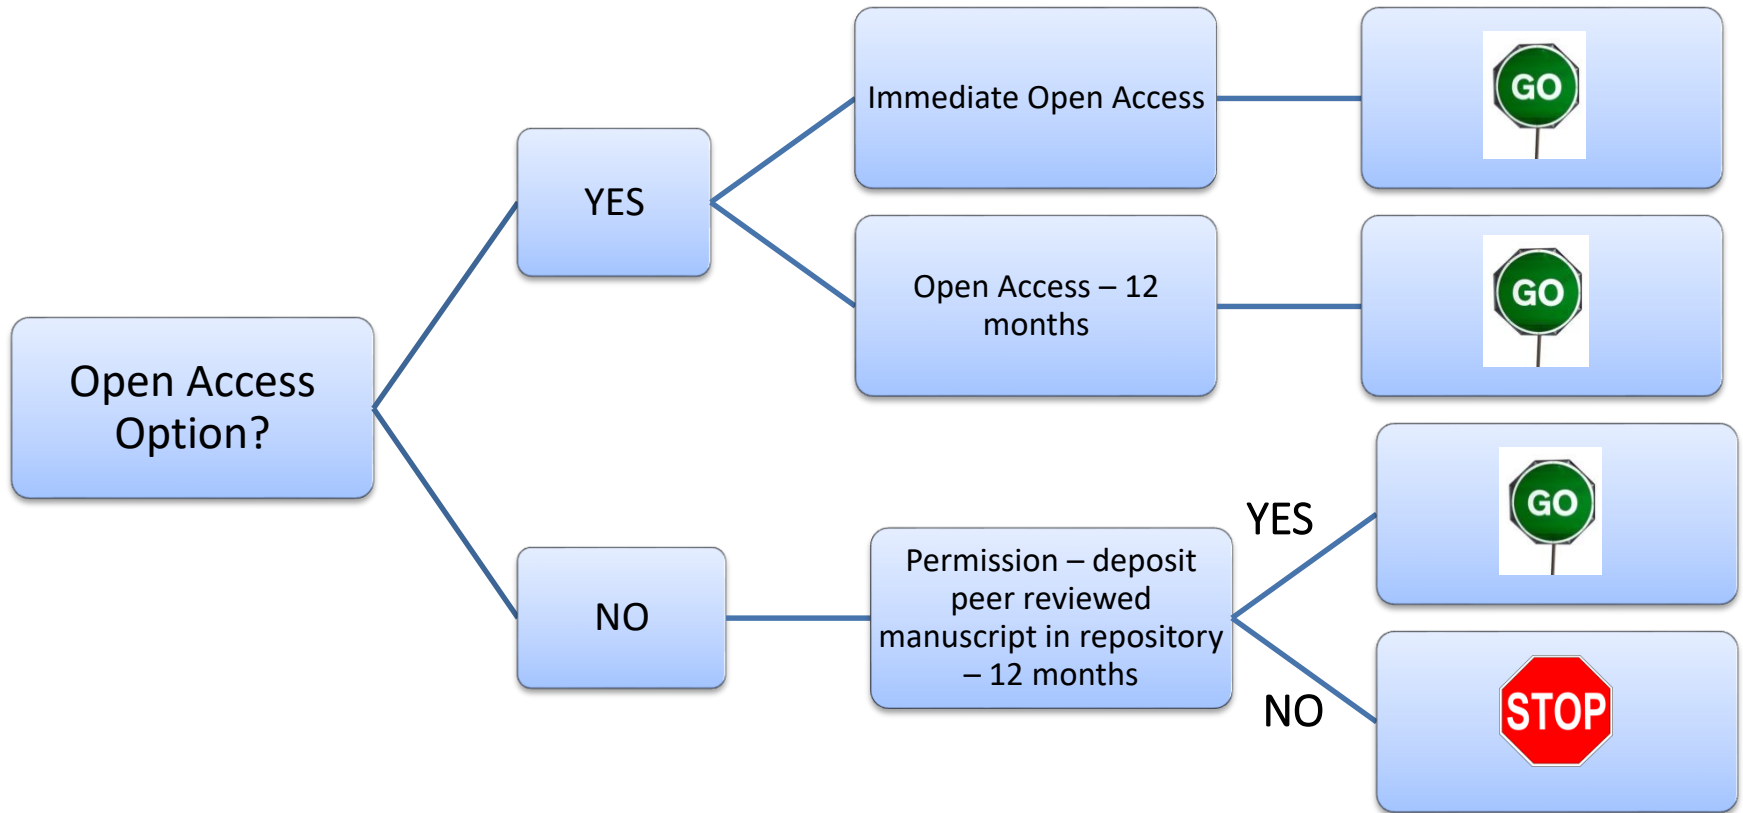 Open Access
Option?
YES
Immediate Open Access
GO
Open Access – 12
months
GO
NO
Permission – deposit
peer reviewed
manuscript in repository
– 12 months
YES
GO
NO
STOP